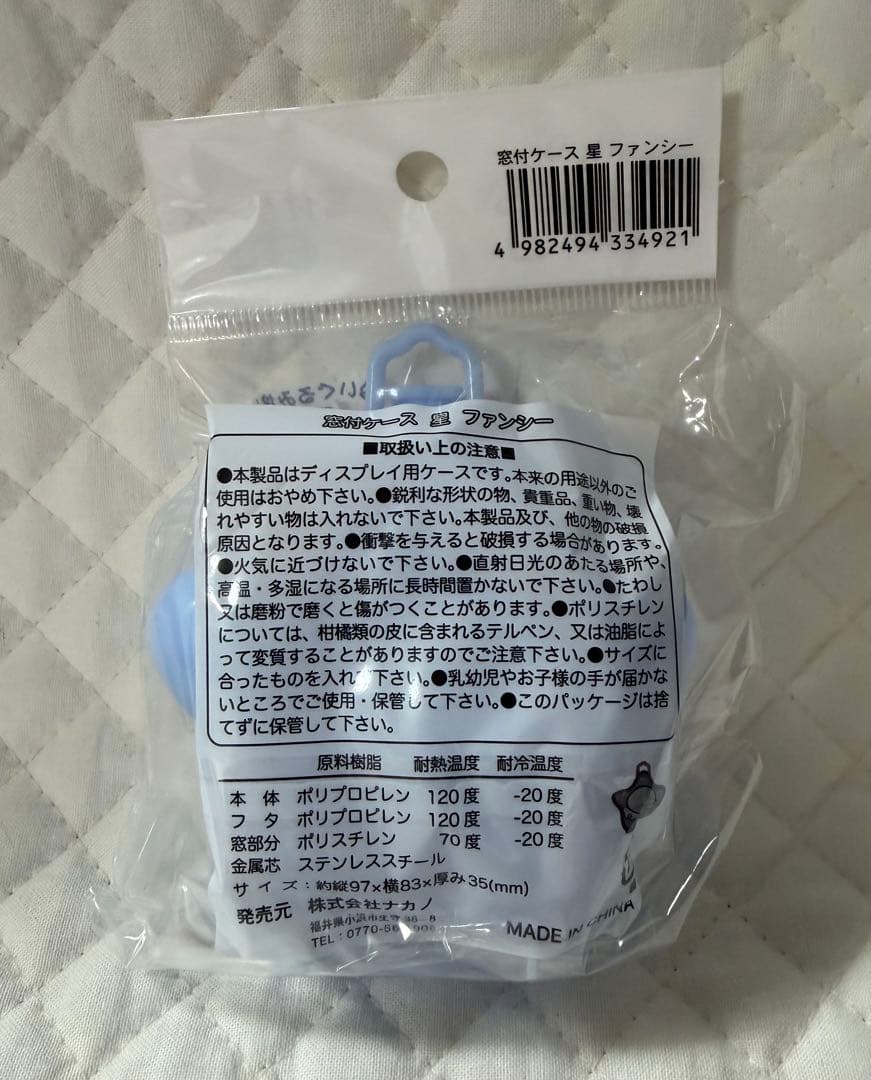 窓付ケース 星 ファンシー
4 982494 334921
窓付ケース 星 ファンシー
■取扱い上の注意■
●本製品はディスプレイ用ケースです。本来の用途以外のご
使用はおやめ下さい。●鋭利な形状の物、貴重品、重い物、壊
れやすい物は入れないで下さい。本製品及び、他の物の破損
原因となります。●衝撃を与えると破損する場合があります。
●火気に近づけないで下さい。●直射日光のあたる場所や、
高温・多湿になる場所に長時間置かないで下さい。●たわし
又は磨粉で磨くと傷がつくことがあります。●ポリスチレン
については、柑橘類の皮に含まれるテルペン、又は油脂によ
って変質することがありますのでご注意下さい。●サイズに
合ったものを入れて下さい。●乳幼児やお子様の手が届かな
いところでご使用・保管して下さい。●このパッケージは捨
てずに保管して下さい。
原料樹脂 耐熱温度 耐冷温度
本体 ポリプロピレン 120度 -20度
フタ ポリプロピレン 120度 -20度
窓部分 ポリスチレン 70度 -20度
金属芯 ステンレススチール
サイズ:約縦97×横83×厚み35(mm)
発売元 株式会社ナカノ
福井県小浜市
TEL:0770-56
MADE IN CHINA